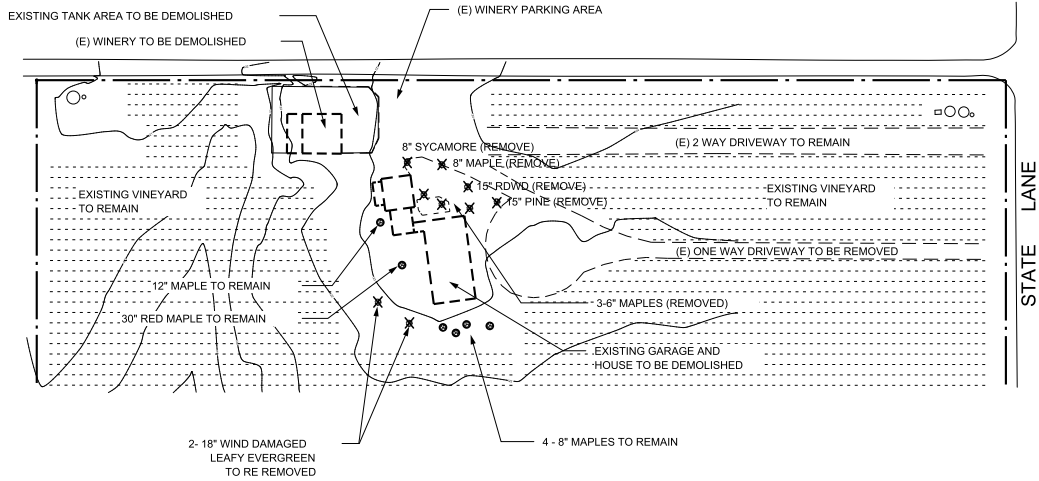 EXISTING TANK AREA TO BE DEMOLISHED
(E) WINERY PARKING AREA
(E) WINERY TO BE DEMOLISHED
8" SYCAMORE (REMOVE)
(E) 2 WAY DRIVEWAY TO REMAIN
8" MAPLE (REMOVE)
15" RDWD (REMOVE)
15" PINE (REMOVE)
EXISTING VINEYARD
TO REMAIN
EXISTING VINEYARD
TO REMAIN
STATE LANE
(E) ONE WAY DRIVEWAY TO BE REMOVED
12" MAPLE TO REMAIN
3-6" MAPLES (REMOVED)
30" RED MAPLE TO REMAIN
EXISTING GARAGE AND
HOUSE TO BE DEMOLISHED
2- 18" WIND DAMAGED
LEAFY EVERGREEN
TO RE REMOVED
4 - 8" MAPLES TO REMAIN